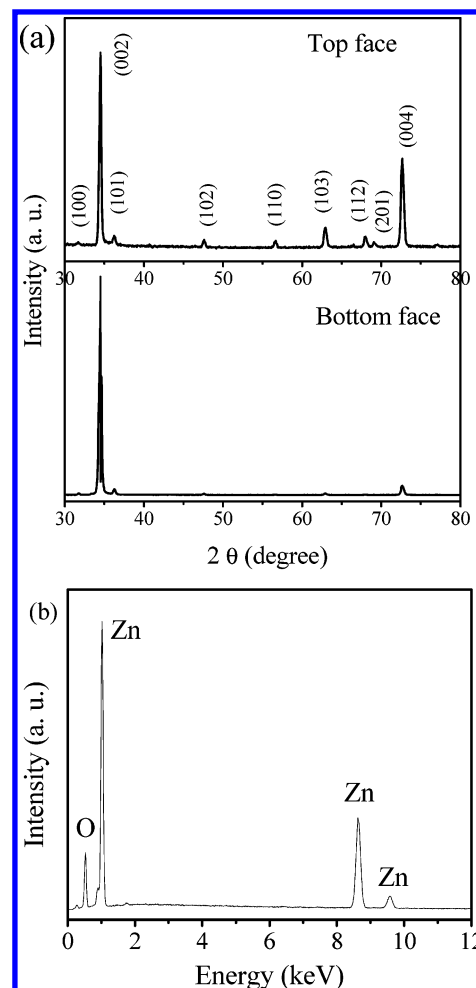 (a)
Top face
(100)
(002)
(101)
(102)
(110)
(103)
(112)
(201)
(004)
30 40 50 60 70 80
Bottom face
Intensity (a. u.)
30 40 50 60 70 80
2 θ (degree)
(b)
Zn
O
Zn
Zn
Intensity (a. u.)
0 2 4 6 8 10 12
Energy (keV)